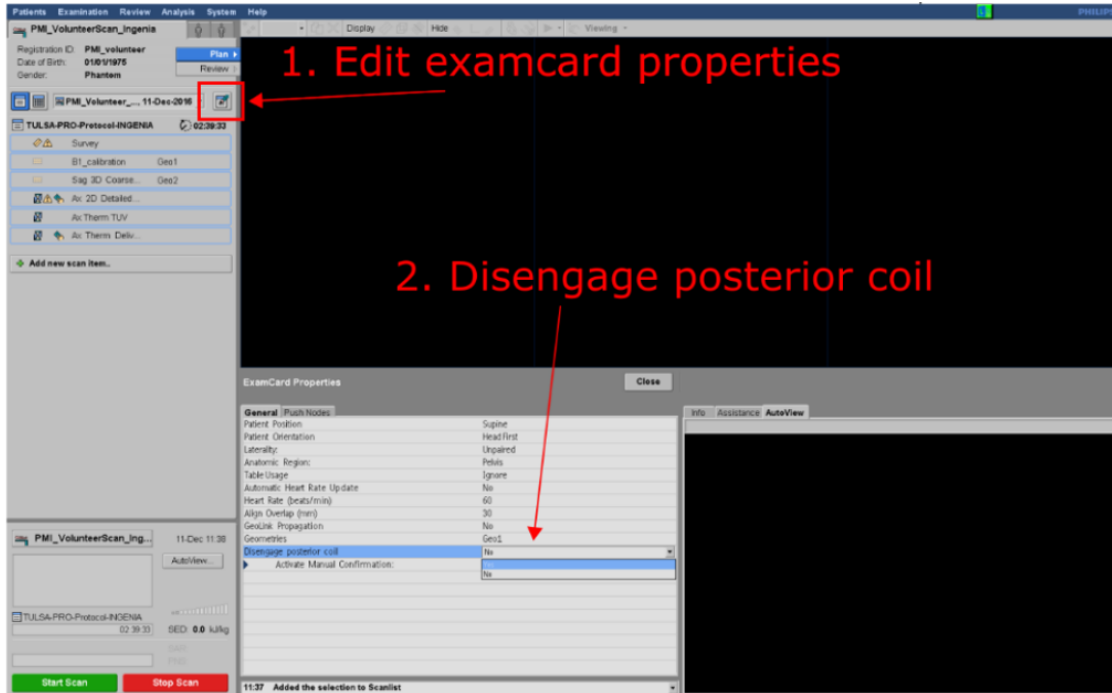 Patients Examination Review Analysis System Help
PHILIPS
PMI_VolunteerScan_Ingenia
Display Hide Viewing
Registration ID: PMI_volunteer
Plan
Date of Birth: 01/01/1975
Review
Gender: Phantom
1. Edit examcard properties
PMI_Volunteer_... 11-Dec-2016
TULSA-PRO-Protocol-INGENIA 02:39:33
Survey
B1_calibration Geo1
Sag 3D Coarse... Geo2
Ax 2D Detailed...
Ax Therm TUV
Ax Therm Deliv...
Add new scan item..
2. Disengage posterior coil
ExamCard Properties Close
General Push Nodes
Info Assistance AutoView
Patient Position Supine
Patient Orientation Head First
Laterality: Unpaired
Anatomic Region: Pelvis
Table Usage Ignore
Automatic Heart Rate Update No
Heart Rate (beats/min) 60
Align Overlap (mm) 30
GeoLink Propagation No
Geometries Geo1
Disengage posterior coil No
Activate Manual Confirmation: Yes
No
PMI_VolunteerScan_Ing... 11-Dec 11:38
AutoView...
TULSA-PRO-Protocol-INGENIA
02:39:33 SED: 0.0 kJ/kg
SAR
PNS
Start Scan Stop Scan
11:37 Added the selection to Scanlist